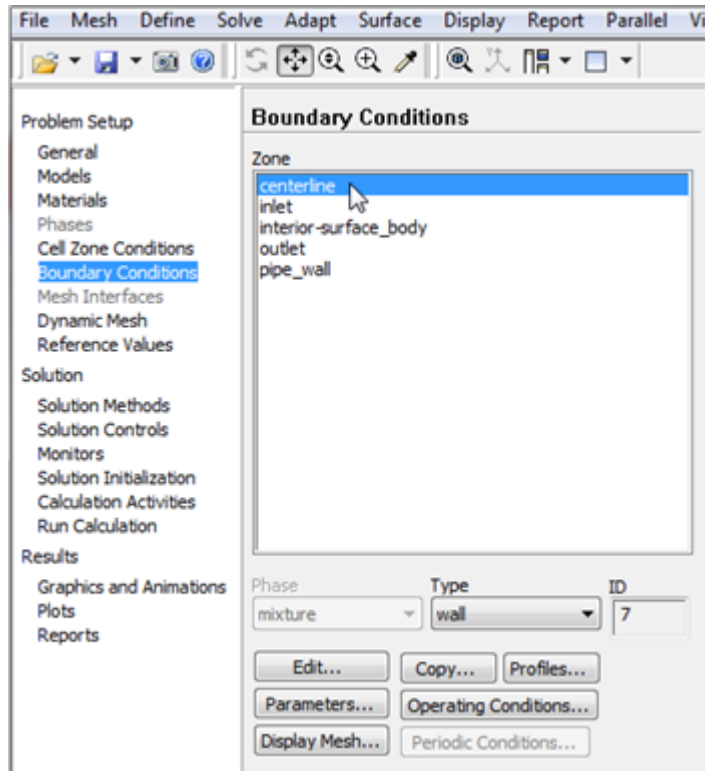 File Mesh Define Solve Adapt Surface Display Report Parallel Vi
Problem Setup
General
Models
Materials
Phases
Cell Zone Conditions
Boundary Conditions
Mesh Interfaces
Dynamic Mesh
Reference Values
Solution
Solution Methods
Solution Controls
Monitors
Solution Initialization
Calculation Activities
Run Calculation
Results
Graphics and Animations
Plots
Reports
Boundary Conditions
Zone
centerline
inlet
interior-surface_body
outlet
pipe_wall
Phase Type ID
mixture wall 7
Edit... Copy... Profiles...
Parameters... Operating Conditions...
Display Mesh... Periodic Conditions...